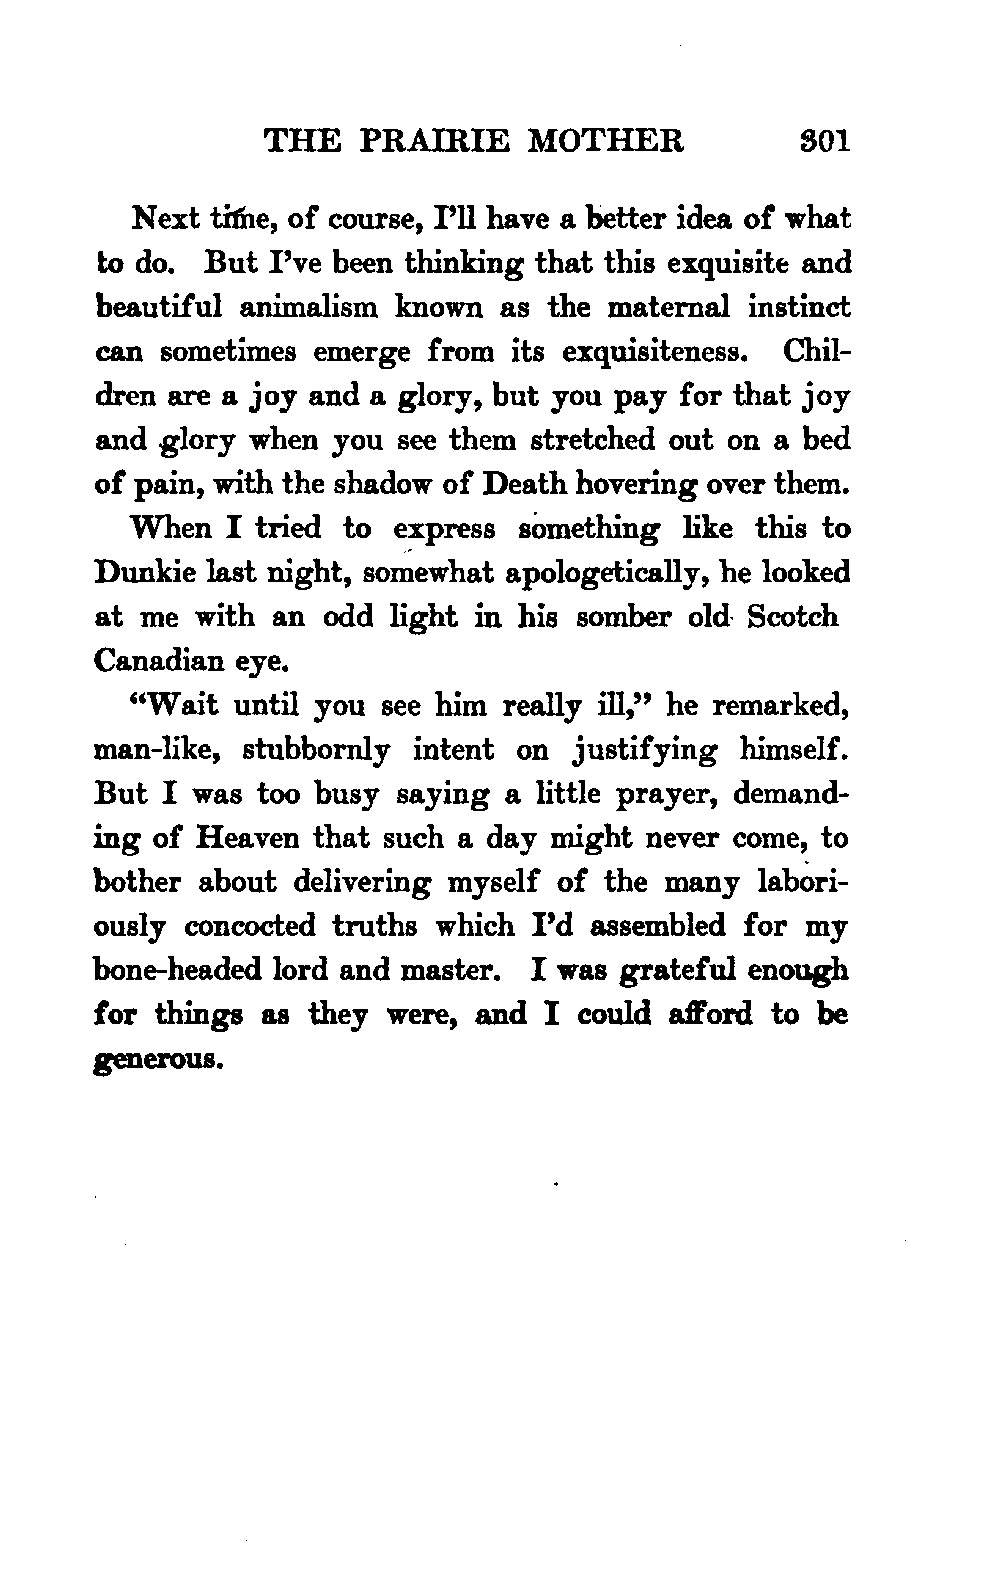 THE PRAIRIE MOTHER 301
Next time, of course, I'll have a better idea of what
to do. But I've been thinking that this exquisite and
beautiful animalism known as the maternal instinct
can sometimes emerge from its exquisiteness. Chil-
dren are a joy and a glory, but you pay for that joy
and glory when you see them stretched out on a bed
of pain, with the shadow of Death hovering over them.
When I tried to express something like this to
Dunkie last night, somewhat apologetically, he looked
at me with an odd light in his somber old Scotch
Canadian eye.
“Wait until you see him really ill,” he remarked,
man-like, stubbornly intent on justifying himself.
But I was too busy saying a little prayer, demand-
ing of Heaven that such a day might never come, to
bother about delivering myself of the many labori-
ously concocted truths which I'd assembled for my
bone-headed lord and master. I was grateful enough
for things as they were, and I could afford to be
generous.